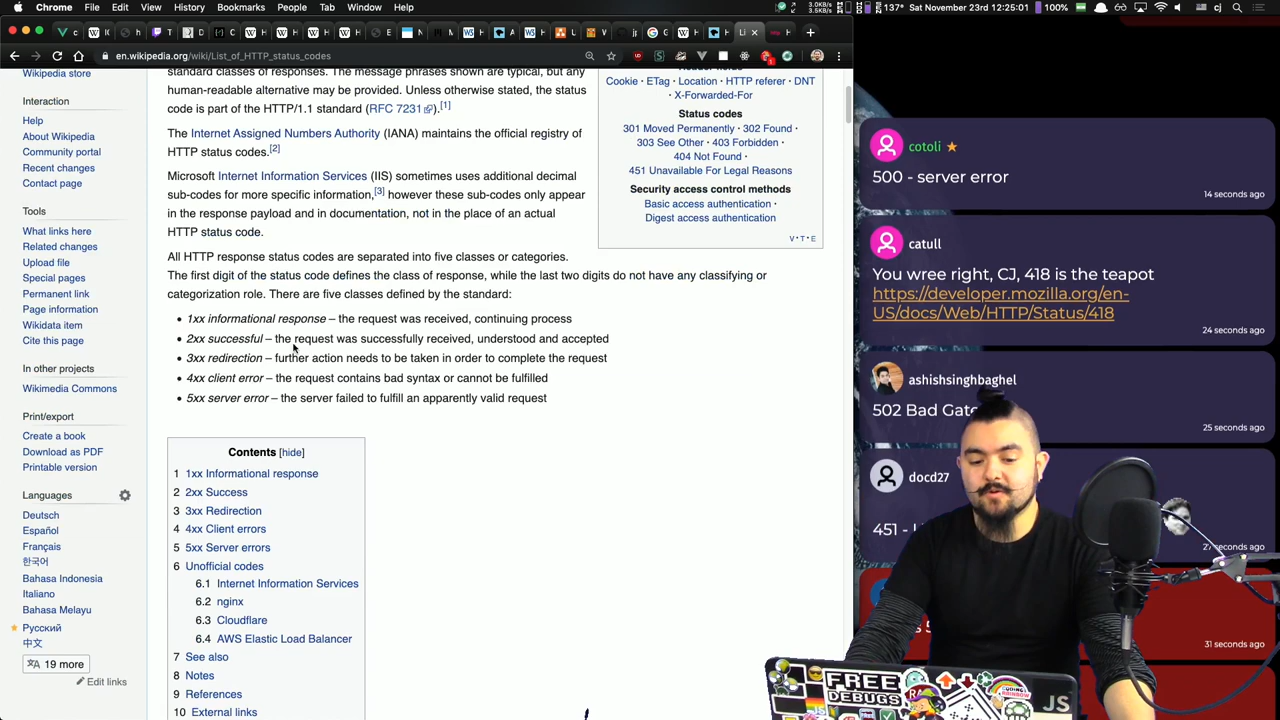 Chrome File Edit View History Bookmarks People Tab Window Help
3.0KB/s
3.5KB/s
137° Sat November 23rd 12:25:01 100% cj
en.wikipedia.org/wiki/List_of_HTTP_status_codes
Wikipedia store
Interaction
Help
About Wikipedia
Community portal
Recent changes
Contact page
Tools
What links here
Related changes
Upload file
Special pages
Permanent link
Page information
Wikidata item
Cite this page
In other projects
Wikimedia Commons
Print/export
Create a book
Download as PDF
Printable version
Languages
Deutsch
Español
Français
한국어
Bahasa Indonesia
Italiano
Bahasa Melayu
Русский
中文
19 more
Edit links
standard classes of responses. The message phrases shown are typical, but any
human-readable alternative may be provided. Unless otherwise stated, the status
code is part of the HTTP/1.1 standard (RFC 7231).[1]
The Internet Assigned Numbers Authority (IANA) maintains the official registry of
HTTP status codes.[2]
Microsoft Internet Information Services (IIS) sometimes uses additional decimal
sub-codes for more specific information,[3] however these sub-codes only appear
in the response payload and in documentation, not in the place of an actual
HTTP status code.
All HTTP response status codes are separated into five classes or categories.
The first digit of the status code defines the class of response, while the last two digits do not have any classifying or
categorization role. There are five classes defined by the standard:
• 1xx informational response – the request was received, continuing process
• 2xx successful – the request was successfully received, understood and accepted
• 3xx redirection – further action needs to be taken in order to complete the request
• 4xx client error – the request contains bad syntax or cannot be fulfilled
• 5xx server error – the server failed to fulfill an apparently valid request
Contents [hide]
1 1xx Informational response
2 2xx Success
3 3xx Redirection
4 4xx Client errors
5 5xx Server errors
6 Unofficial codes
6.1 Internet Information Services
6.2 nginx
6.3 Cloudflare
6.4 AWS Elastic Load Balancer
7 See also
8 Notes
9 References
10 External links
Cookie · ETag · Location · HTTP referer · DNT
· X-Forwarded-For
Status codes
301 Moved Permanently · 302 Found ·
303 See Other · 403 Forbidden ·
404 Not Found ·
451 Unavailable For Legal Reasons
Security access control methods
Basic access authentication ·
Digest access authentication
V·T·E
cotoli
500 - server error
14 seconds ago
catull
You wree right, CJ, 418 is the teapot
https://developer.mozilla.org/en-
US/docs/Web/HTTP/Status/418
24 seconds ago
ashishsinghbaghel
502 Bad Gate
25 seconds ago
docd27
451 -
27 seconds ago
31 seconds ago
FREE
DEBUGS
JS